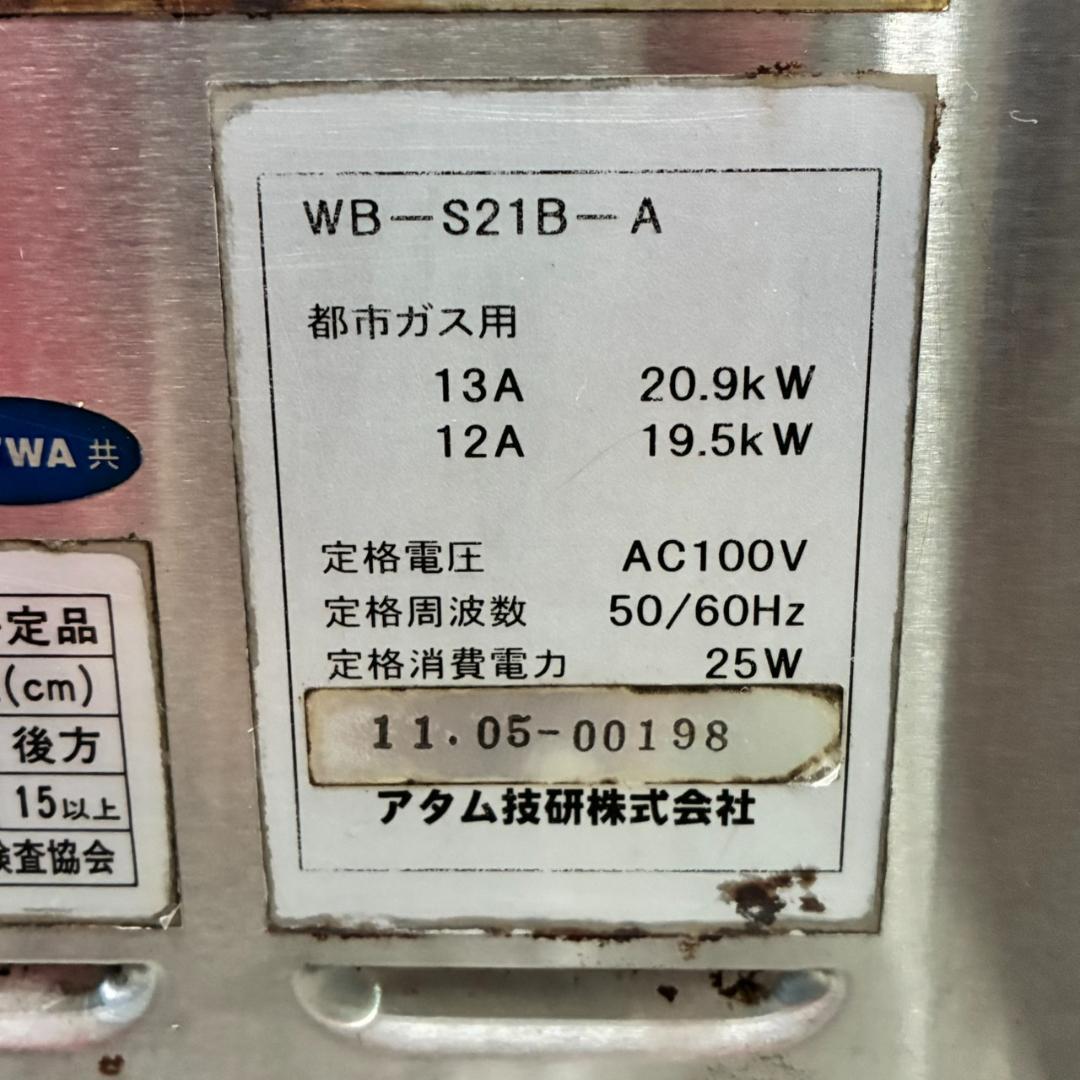 WB-S21B-A
都市ガス用
13A 20.9kW
12A 19.5kW
定格電圧 AC100V
定格周波数 50/60Hz
定格消費電力 25W
11.05-00198
アタム技研株式会社
WA 共
定品
(cm)
後方
15以上
査協会